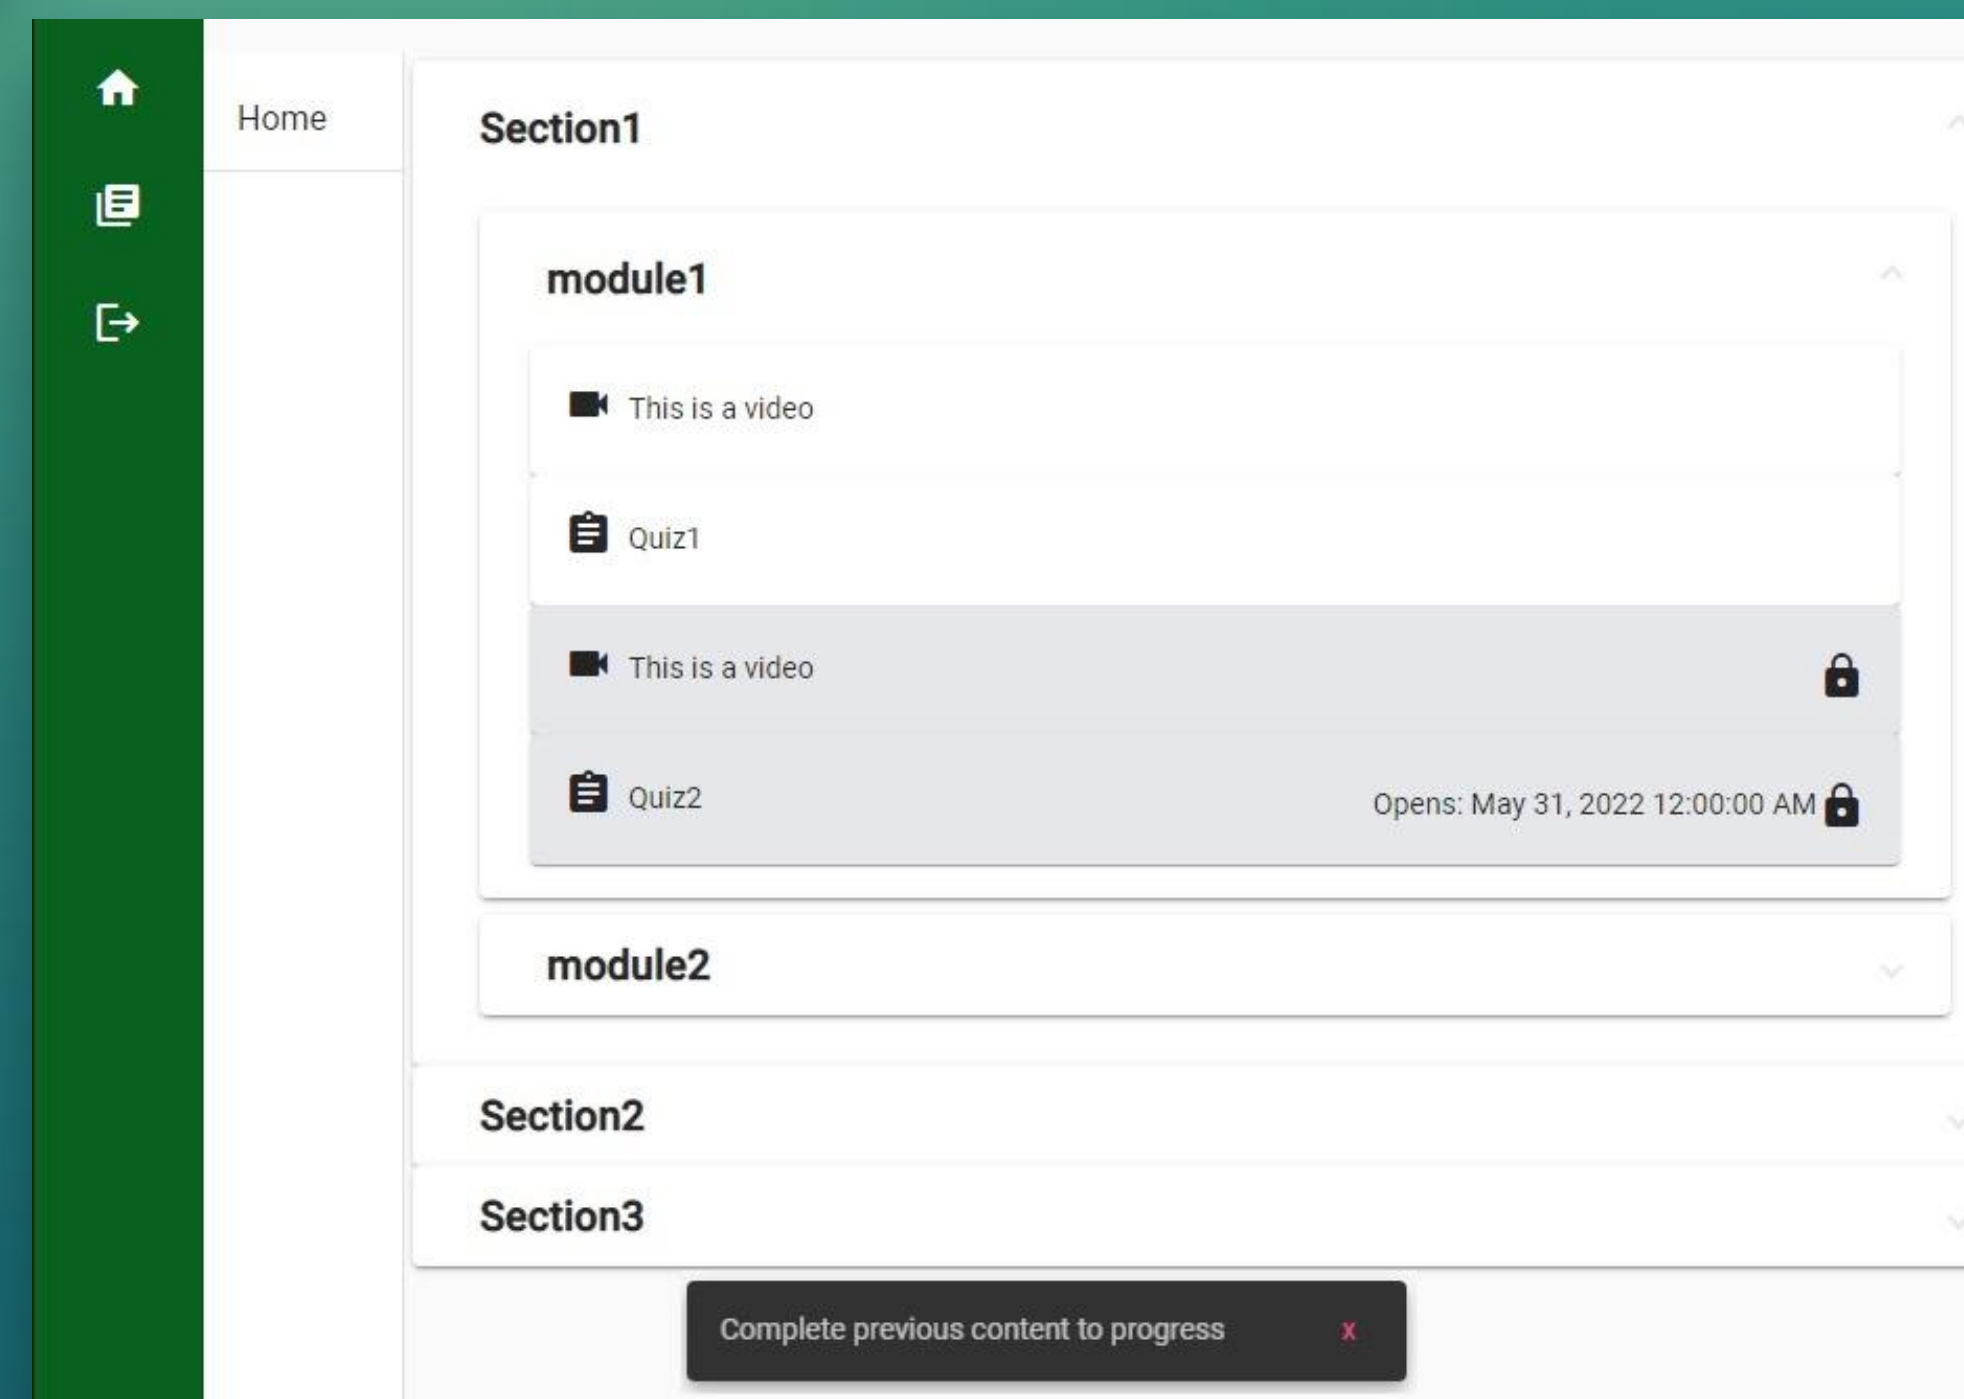 Home
Section1
module1
This is a video
Quiz1
This is a video
Quiz2
Opens: May 31, 2022 12:00:00 AM
module2
Section2
Section3
Complete previous content to progress
x